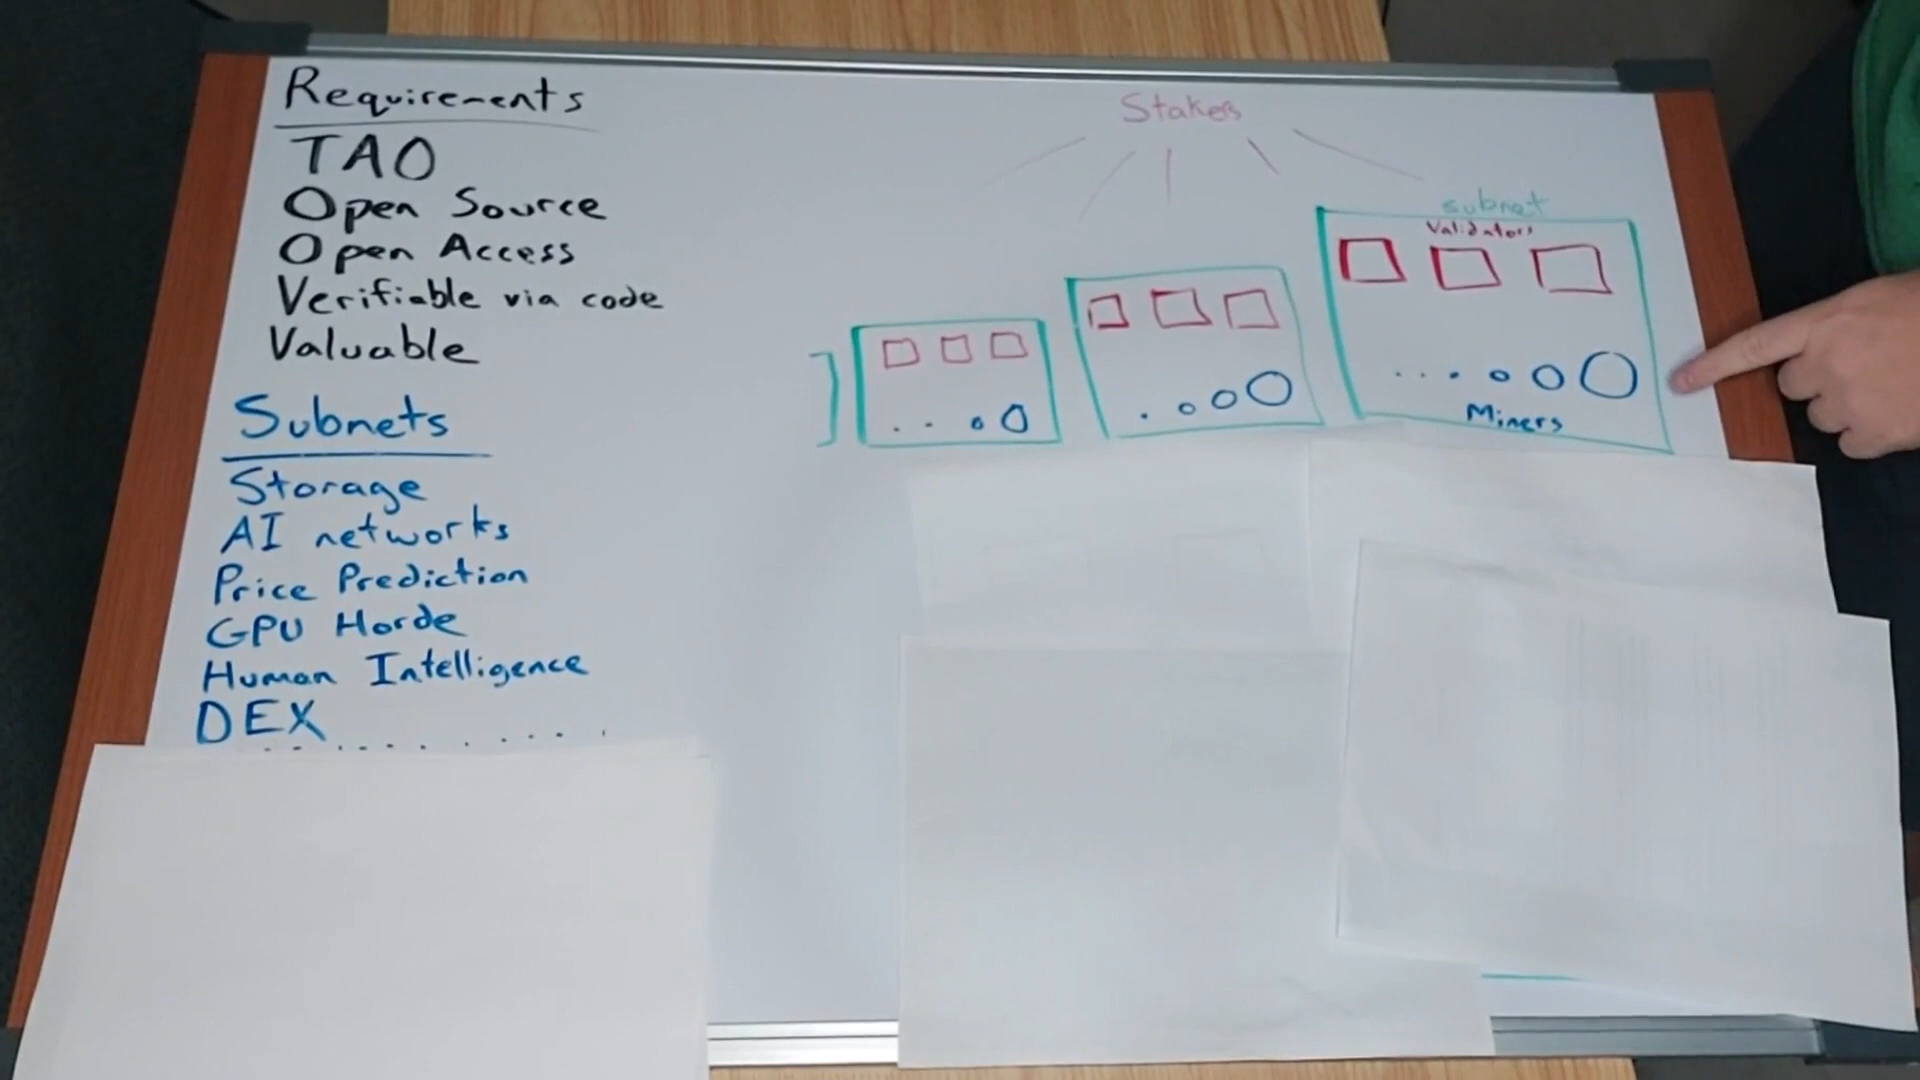 Requirements
TAO
Open Source
Open Access
Verifiable via code
Valuable
Subnets
Storage
AI networks
Price Prediction
GPU Horde
Human Intelligence
DEX
Stakers
subnet
Validators
Miners